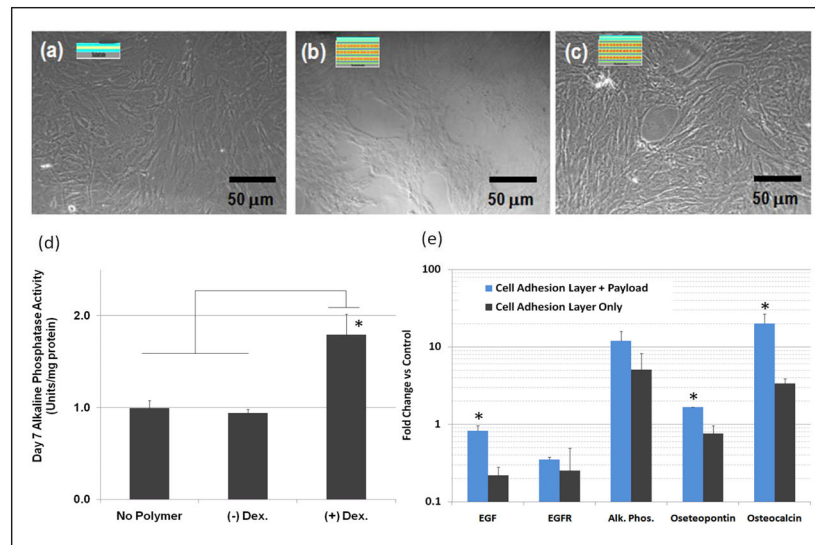 (a)
(b)
(c)
50 μm
50 μm
50 μm
(d)
(e)
Day 7 Alkaline Phosphatase Activity
(Units/mg protein)
2.0
1.0
0.0
*
No Polymer
(-) Dex.
(+) Dex.
Fold Change vs Control
100
10
1
0.1
Cell Adhesion Layer + Payload
Cell Adhesion Layer Only
*
*
*
EGF
EGFR
Alk. Phos.
Oseteopontin
Osteocalcin